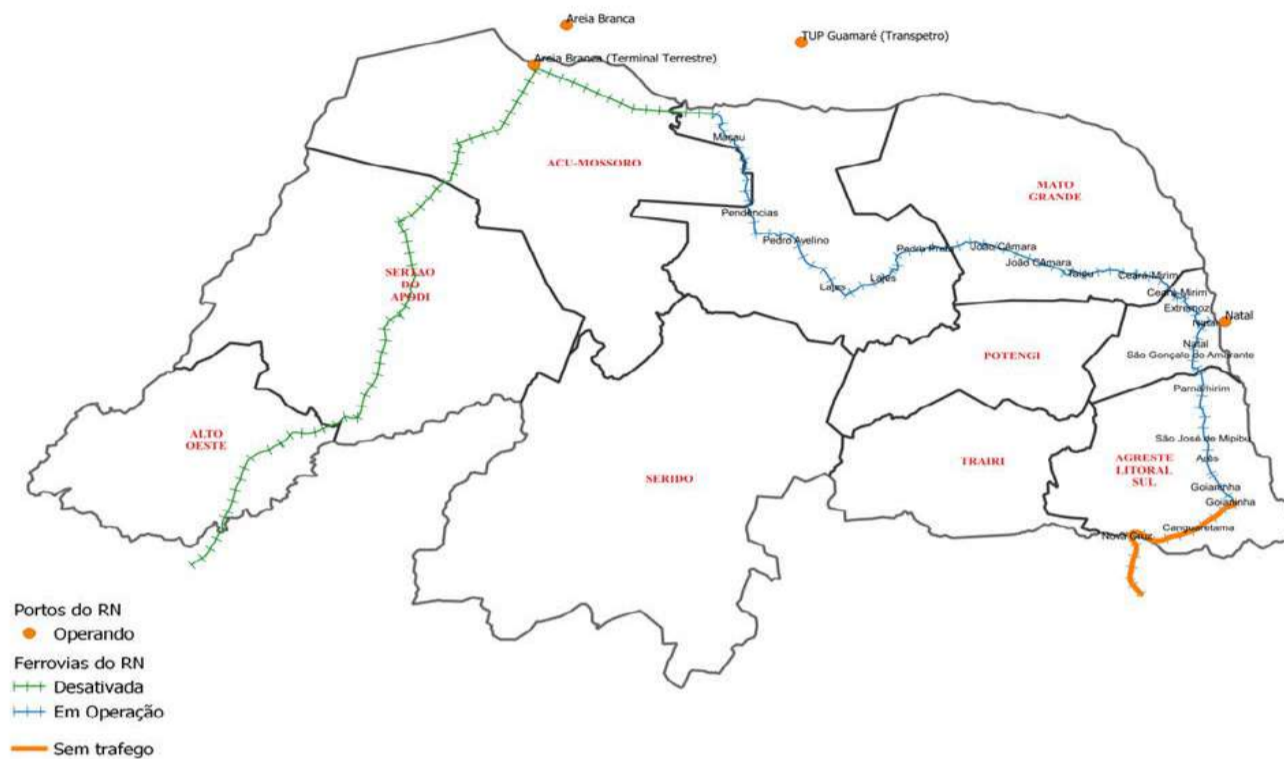 Areia Branca
TUP Guamaré (Transpetro)
Areia Branca (Terminal Terrestre)
Macau
ACU-MOSSORO
MATO
GRANDE
Pendências
Pedro Avelino
Pedro Preta
João Câmara
João CÂmara
SERTAO
DO
APODI
Lajes
Lajes
Taipu
Ceará-Mirim
Ceará-Mirim
Extremoz
Natal
Natal
Natal
São Gonçalo do Amarante
POTENGI
Parnamirim
ALTO
OESTE
São José de Mipibu
TRAIRI
AGRESTE
LITORAL
SUL
Arês
SERIDO
Goianinha
Goianinha
Canguaretama
Nova Cruz
Portos do RN
Operando
Ferrovias do RN
Desativada
Em Operação
Sem trafego